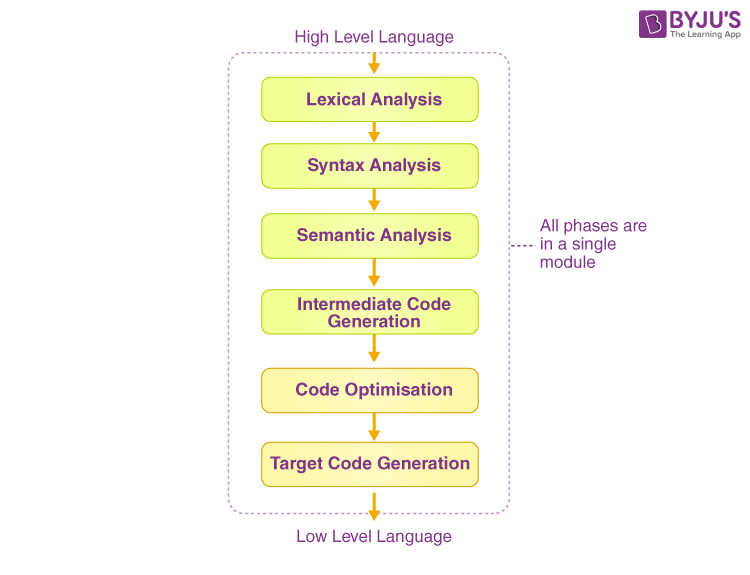 BYJU'S
The Learning App
High Level Language
Lexical Analysis
Syntax Analysis
Semantic Analysis
All phases are
in a single
module
Intermediate Code
Generation
Code Optimisation
Target Code Generation
Low Level Language